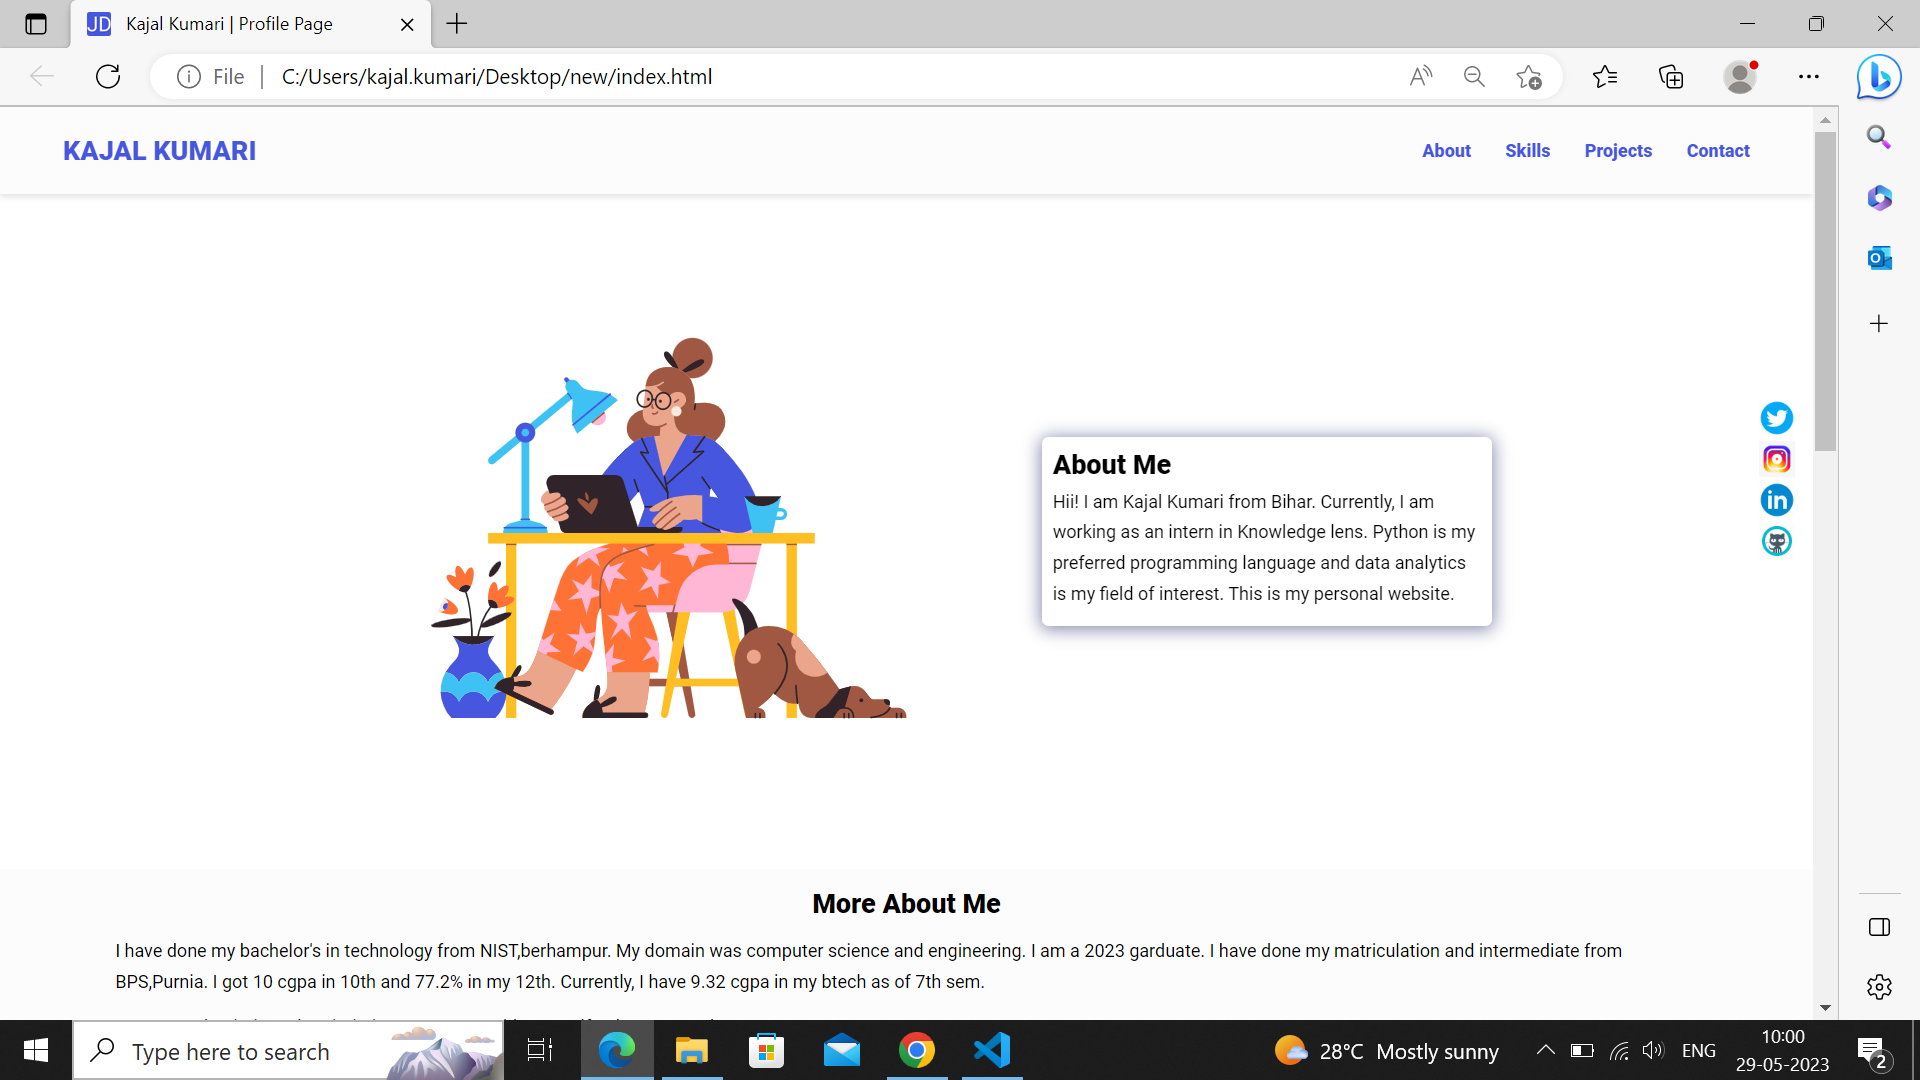 JD Kajal Kumari | Profile Page
File | C:/Users/kajal.kumari/Desktop/new/index.html
KAJAL KUMARI
About Skills Projects Contact
About Me
Hii! I am Kajal Kumari from Bihar. Currently, I am
working as an intern in Knowledge lens. Python is my
preferred programming language and data analytics
is my field of interest. This is my personal website.
More About Me
I have done my bachelor's in technology from NIST,berhampur. My domain was computer science and engineering. I am a 2023 garduate. I have done my matriculation and intermediate from
BPS,Purnia. I got 10 cgpa in 10th and 77.2% in my 12th. Currently, I have 9.32 cgpa in my btech as of 7th sem.
Type here to search
28°C Mostly sunny
ENG
10:00
29-05-2023
2